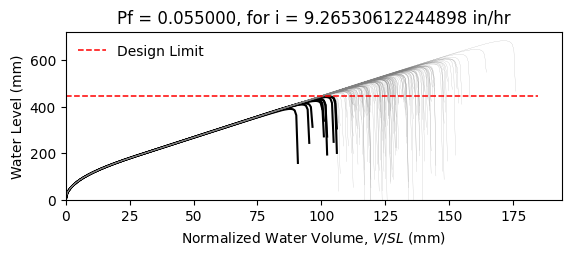 Pf = 0.055000, for i = 9.26530612244898 in/hr
Design Limit
Water Level (mm)
600
400
200
0
0 25 50 75 100 125 150 175
Normalized Water Volume, V/SL (mm)